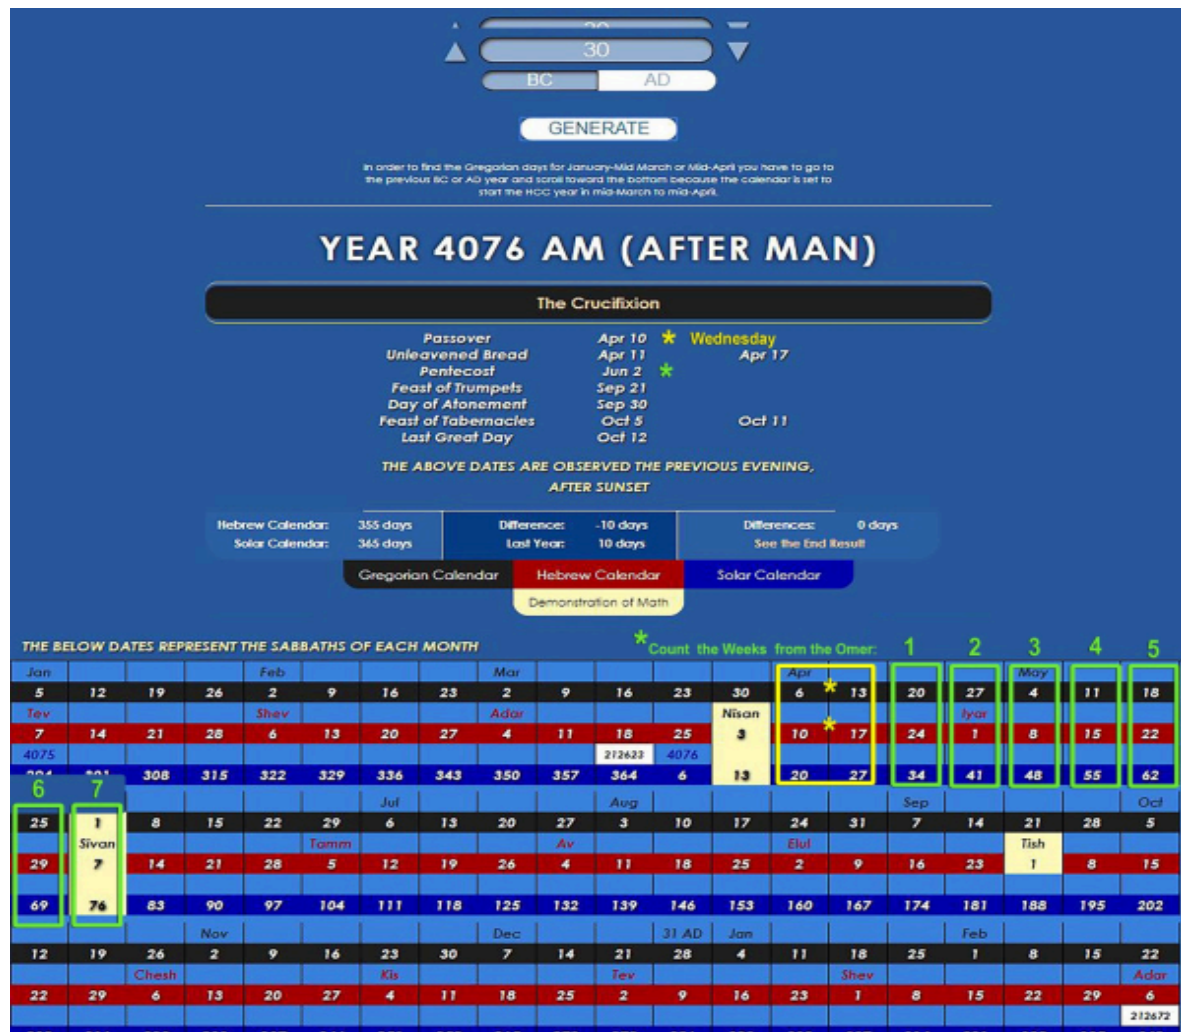 30
30
BC AD
GENERATE
In order to find the Gregorian days for January-Mid March or Mid-April you have to go to
the previous BC or AD year and scroll toward the bottom because the calendar is set to
start the HCC year in mid-March to mid-April.
YEAR 4076 AM (AFTER MAN)
The Crucifixion
Passover Apr 10 * Wednesday
Unleavened Bread Apr 11 Apr 17
Pentecost Jun 2 *
Feast of Trumpets Sep 21
Day of Atonement Sep 30
Feast of Tabernacles Oct 5 Oct 11
Last Great Day Oct 12
THE ABOVE DATES ARE OBSERVED THE PREVIOUS EVENING,
AFTER SUNSET
Hebrew Calendar: 355 days Difference: -10 days Differences: 0 days
Solar Calendar: 365 days Last Year: 10 days See the End Result
Gregorian Calendar Hebrew Calendar Solar Calendar
Demonstration of Math
THE BELOW DATES REPRESENT THE SABBATHS OF EACH MONTH *Count the Weeks from the Omer: 1 2 3 4 5
Jan Feb Mar Apr May
5 12 19 26 2 9 16 23 2 9 16 23 30 6 * 13 20 27 4 11 18
Tev Shev Adar Nisan Iyar
7 14 21 28 6 13 20 27 4 11 18 25 3 10 * 17 24 1 8 15 22
4075 212623 4076
308 315 322 329 336 343 350 357 364 6 13 20 27 34 41 48 55 62
6 7
Jul Aug Sep Oct
25 1 8 15 22 29 6 13 20 27 3 10 17 24 31 7 14 21 28 5
Sivan Tamm Av Elul Tish
29 7 14 21 28 5 12 19 26 4 11 18 25 2 9 16 23 1 8 15
69 76 83 90 97 104 111 118 125 132 139 146 153 160 167 174 181 188 195 202
Nov Dec 31 AD Jan Feb
12 19 26 2 9 16 23 30 7 14 21 28 4 11 18 25 1 8 15 22
Chesh Kis Tev Shev Adar
22 29 6 13 20 27 4 11 18 25 2 9 16 23 1 8 15 22 29 6
212672